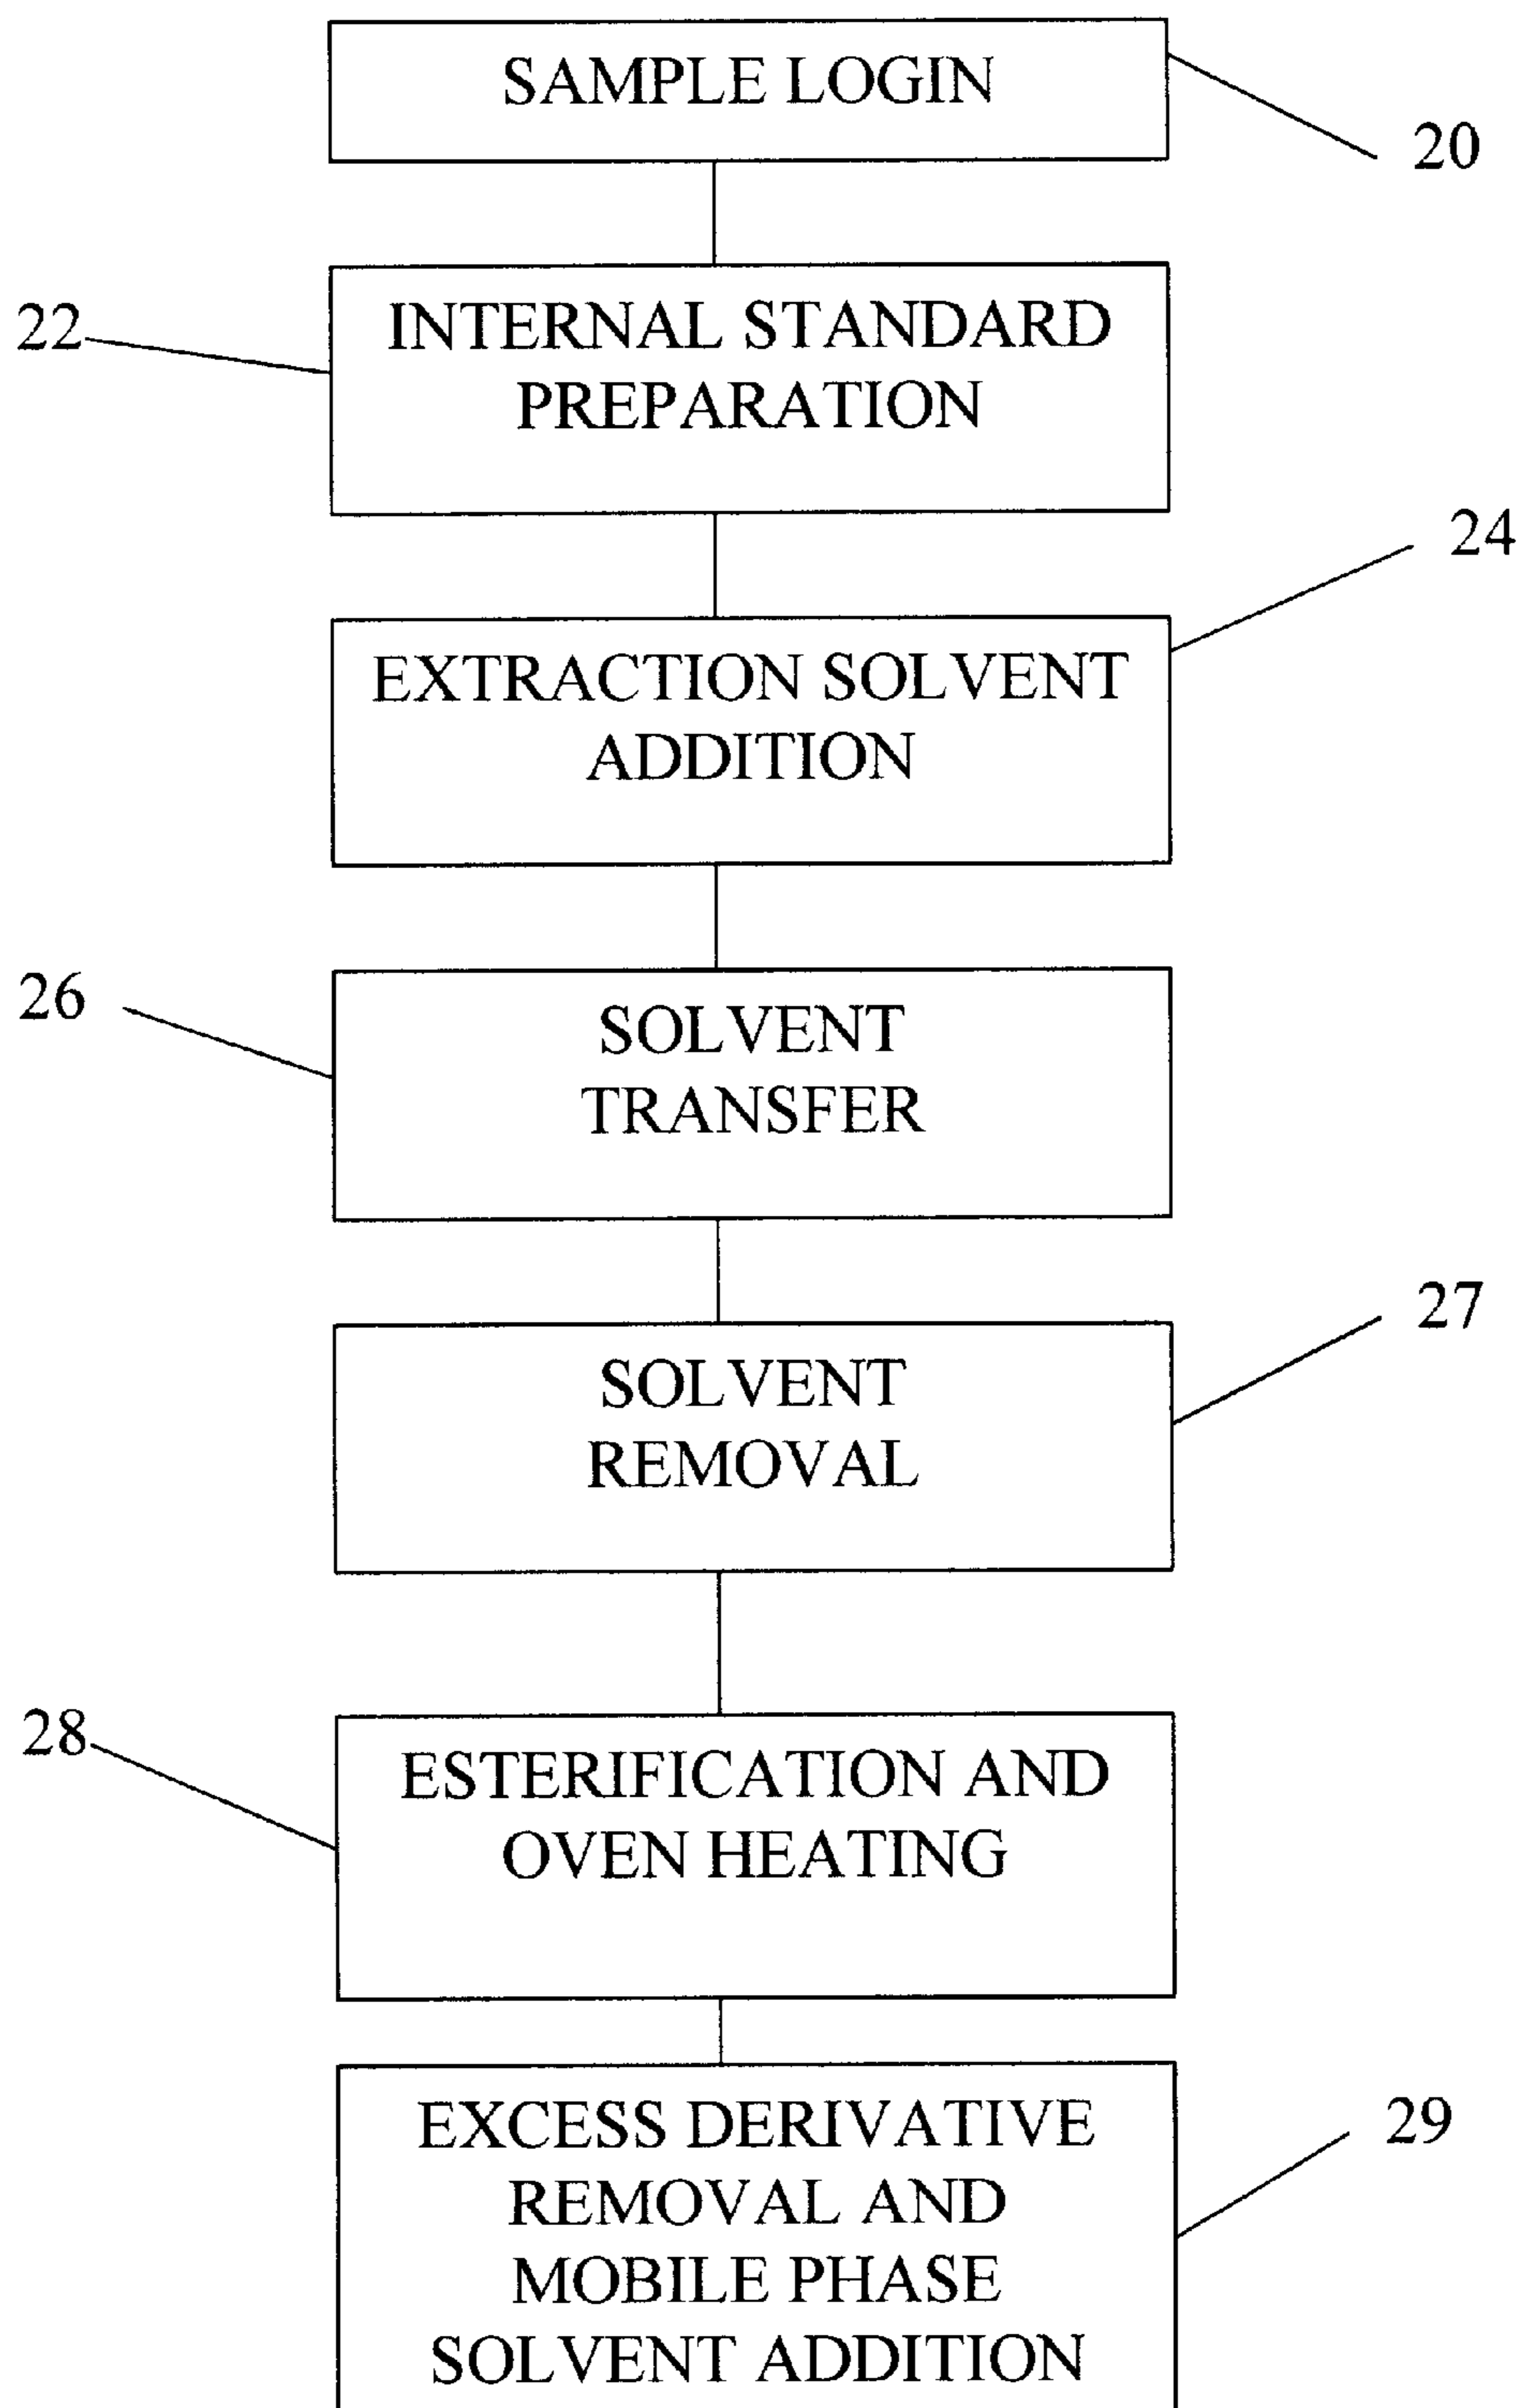 SAMPLE LOGIN
20
22
INTERNAL STANDARD
PREPARATION
24
EXTRACTION SOLVENT
ADDITION
26
SOLVENT
TRANSFER
27
SOLVENT
REMOVAL
28
ESTERIFICATION AND
OVEN HEATING
29
EXCESS DERIVATIVE
REMOVAL AND
MOBILE PHASE
SOLVENT ADDITION